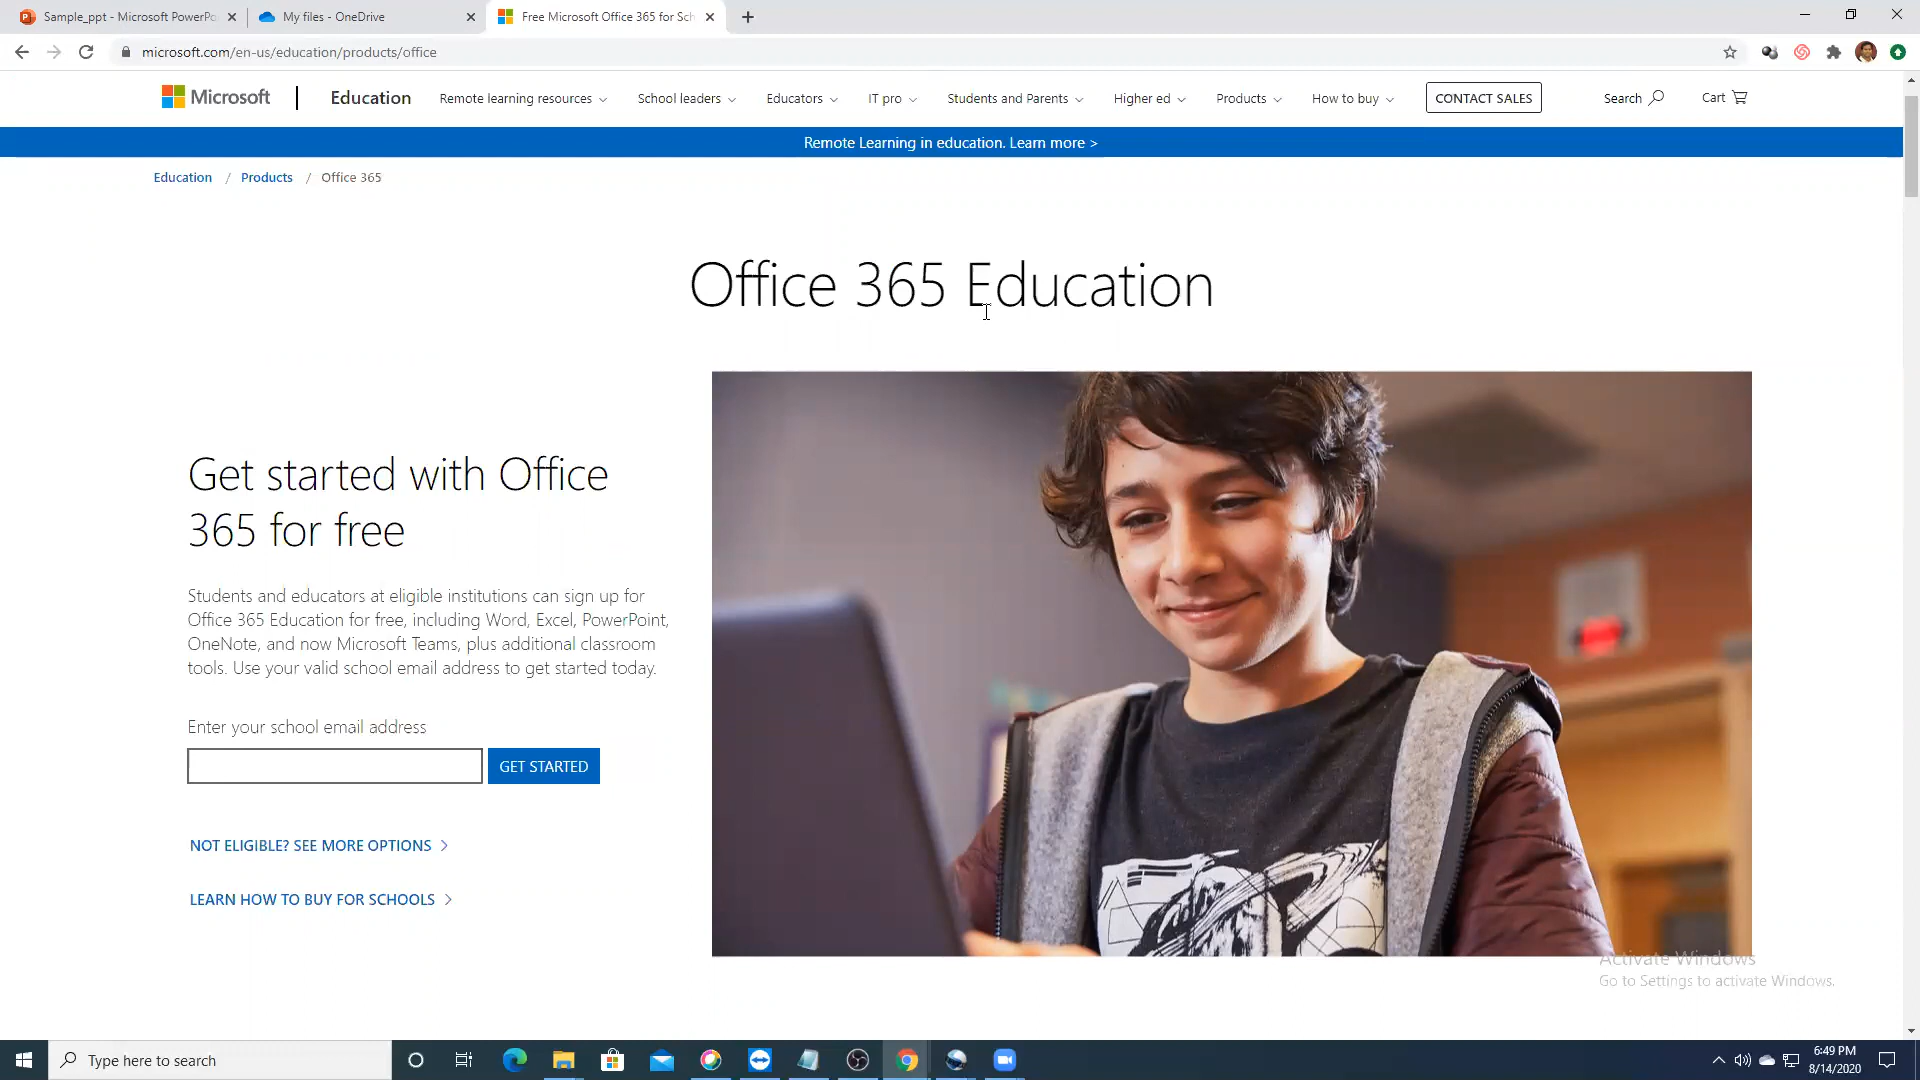 Sample_ppt - Microsoft PowerPo
My files - OneDrive
Free Microsoft Office 365 for Sch
microsoft.com/en-us/education/products/office
Microsoft
Education
Remote learning resources
School leaders
Educators
IT pro
Students and Parents
Higher ed
Products
How to buy
CONTACT SALES
Search
Cart
Remote Learning in education. Learn more >
Education / Products / Office 365
Office 365 Education
Get started with Office
365 for free
Students and educators at eligible institutions can sign up for
Office 365 Education for free, including Word, Excel, PowerPoint,
OneNote, and now Microsoft Teams, plus additional classroom
tools. Use your valid school email address to get started today.
Enter your school email address
GET STARTED
NOT ELIGIBLE? SEE MORE OPTIONS
LEARN HOW TO BUY FOR SCHOOLS
Activate Windows
Go to Settings to activate Windows.
Type here to search
6:49 PM
8/14/2020